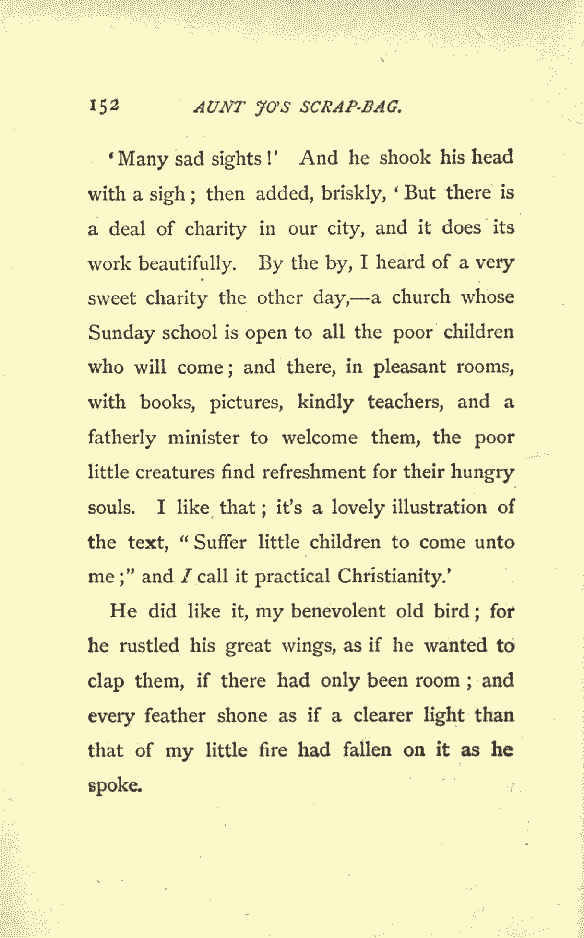 152 AUNT JO'S SCRAP-BAG.
‘Many sad sights!’ And he shook his head
with a sigh; then added, briskly, ‘But there is
a deal of charity in our city, and it does its
work beautifully. By the by, I heard of a very
sweet charity the other day,—a church whose
Sunday school is open to all the poor children
who will come; and there, in pleasant rooms,
with books, pictures, kindly teachers, and a
fatherly minister to welcome them, the poor
little creatures find refreshment for their hungry
souls. I like that; it's a lovely illustration of
the text, “Suffer little children to come unto
me;” and I call it practical Christianity.’
He did like it, my benevolent old bird; for
he rustled his great wings, as if he wanted to
clap them, if there had only been room; and
every feather shone as if a clearer light than
that of my little fire had fallen on it as he
spoke.